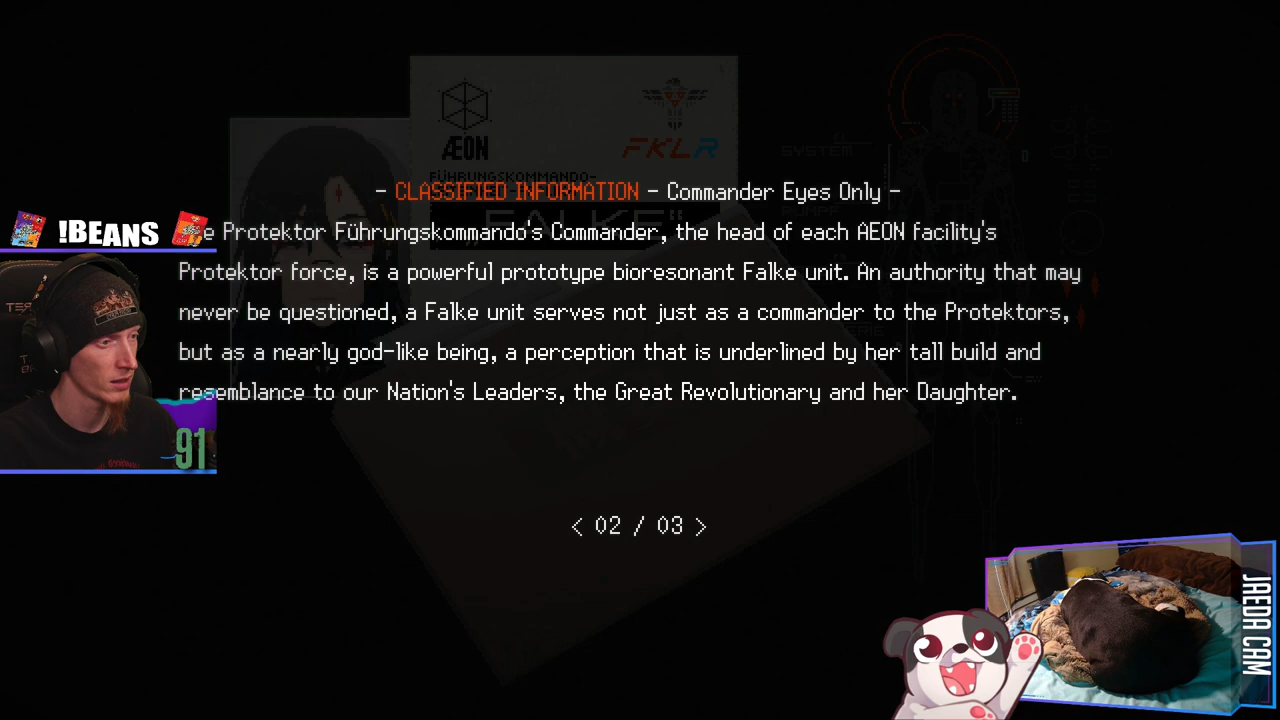 ÆON
FKLR
FÜHRUNGSKOMMANDO-
SYSTEM
- CLASSIFIED INFORMATION - Commander Eyes Only -
!BEANS
e Protektor Führungskommando's Commander, the head of each AEON facility's
Protektor force, is a powerful prototype bioresonant Falke unit. An authority that may
never be questioned, a Falke unit serves not just as a commander to the Protektors,
but as a nearly god-like being, a perception that is underlined by her tall build and
resemblance to our Nation's Leaders, the Great Revolutionary and her Daughter.
91
< 02 / 03 >
JAEDA CAM